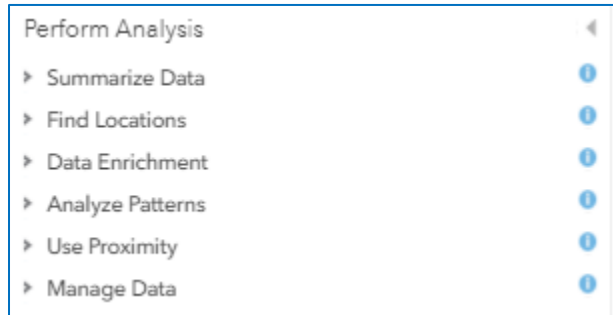 Perform Analysis
Summarize Data
Find Locations
Data Enrichment
Analyze Patterns
Use Proximity
Manage Data